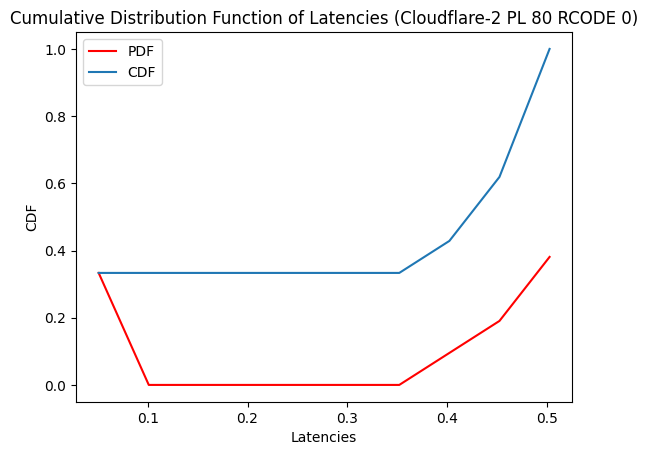 Cumulative Distribution Function of Latencies (Cloudflare-2 PL 80 RCODE 0)
PDF
CDF
1.0
0.8
0.6
0.4
0.2
0.0
CDF
0.1
0.2
0.3
0.4
0.5
Latencies